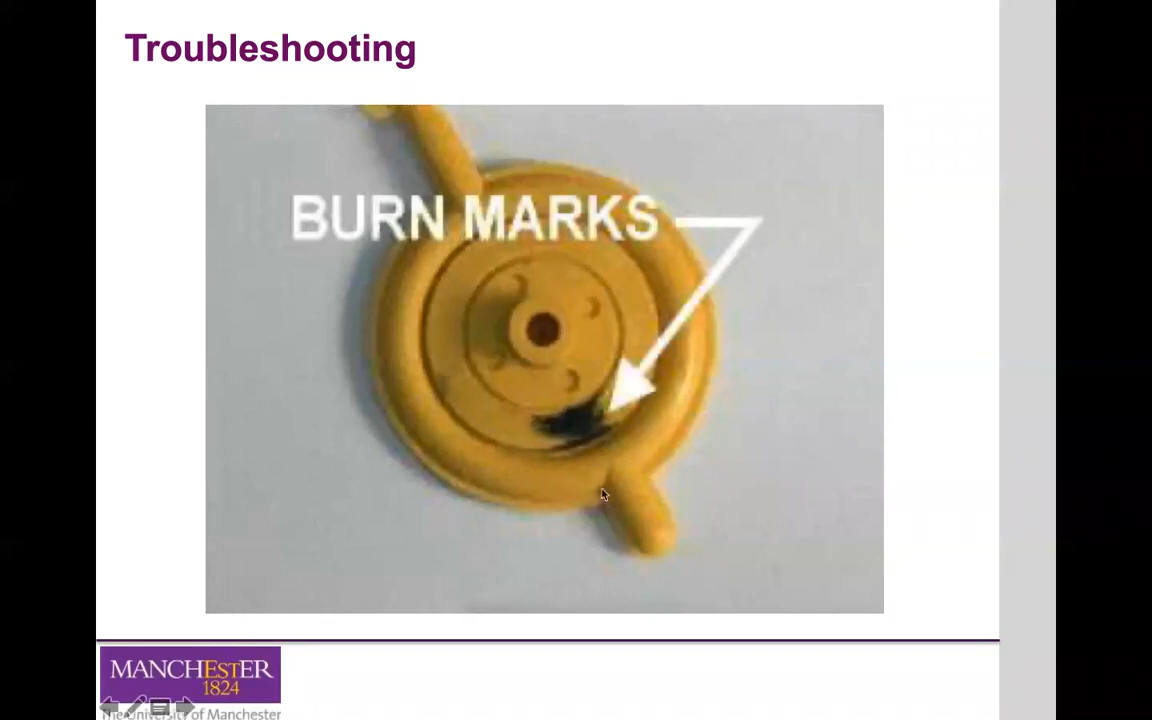 Troubleshooting
BURN MARKS
MANCHESTER
1824
The University of Manchester